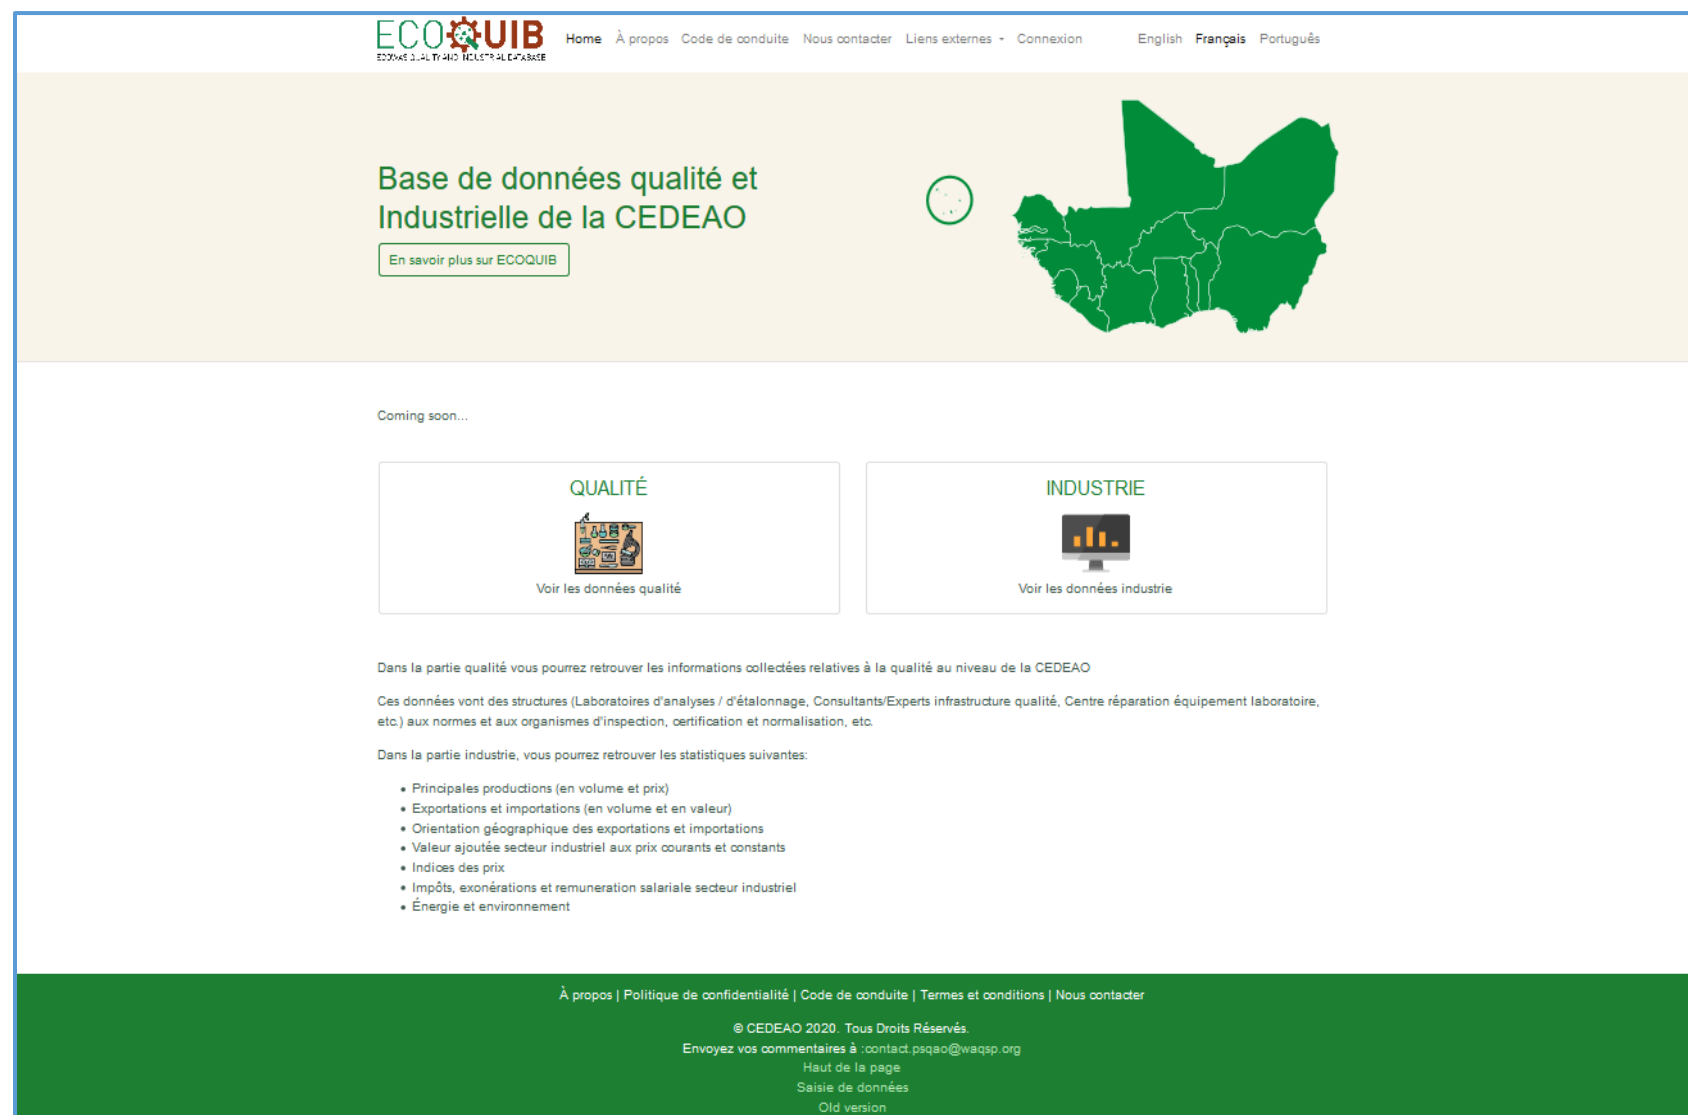 ECOQUIB
ECOWAS QUALITY AND INDUSTRIAL DATABASE
Home À propos Code de conduite Nous contacter Liens externes Connexion English Français Português
Base de données qualité et
Industrielle de la CEDEAO
En savoir plus sur ECOQUIB
Coming soon...
QUALITÉ
Voir les données qualité
INDUSTRIE
Voir les données industrie
Dans la partie qualité vous pourrez retrouver les informations collectées relatives à la qualité au niveau de la CEDEAO
Ces données vont des structures (Laboratoires d'analyses / d'étalonnage, Consultants/Experts infrastructure qualité, Centre réparation équipement laboratoire,
etc.) aux normes et aux organismes d'inspection, certification et normalisation, etc.
Dans la partie industrie, vous pourrez retrouver les statistiques suivantes:
• Principales productions (en volume et prix)
• Exportations et importations (en volume et en valeur)
• Orientation géographique des exportations et importations
• Valeur ajoutée secteur industriel aux prix courants et constants
• Indices des prix
• Impôts, exonérations et remuneration salariale secteur industriel
• Énergie et environnement
À propos | Politique de confidentialité | Code de conduite | Termes et conditions | Nous contacter
© CEDEAO 2020. Tous Droits Réservés.
Envoyez vos commentaires à :contact.psqao@waqsp.org
Haut de la page
Saisie de données
Old version